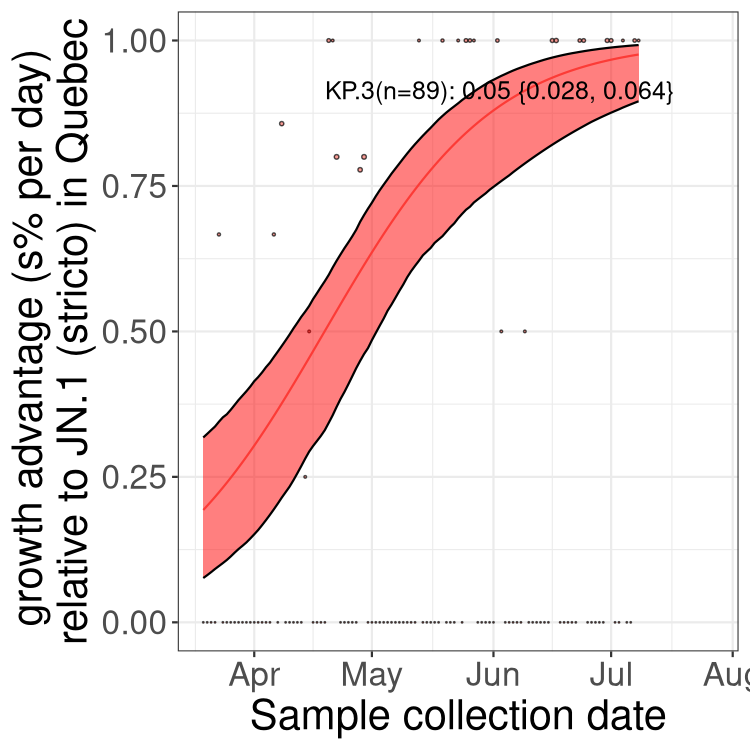 growth advantage (s% per day)
relative to JN.1 (stricto) in Quebec
1.00
0.75
0.50
0.25
0.00
KP.3(n=89): 0.05 {0.028, 0.064}
Apr May Jun Jul Aug
Sample collection date